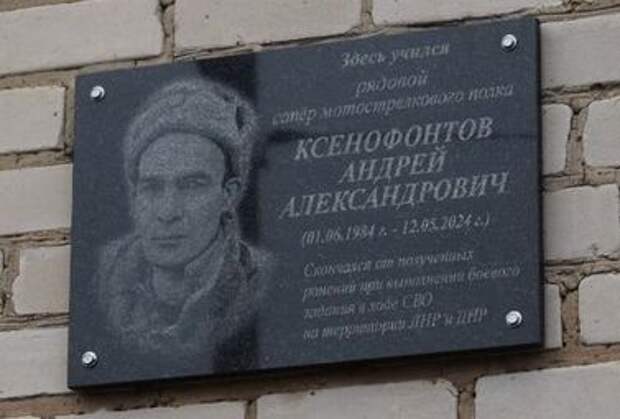 Здесь учился
рядовой
сапёр мотострелкового полка
КСЕНОФОНТОВ
АНДРЕЙ
АЛЕКСАНДРОВИЧ
(01.06.1984 г. - 12.05.2024 г.)
Скончался от полученных
ранений при выполнении боевого
задания в ходе СВО
на территории ЛНР и ДНР